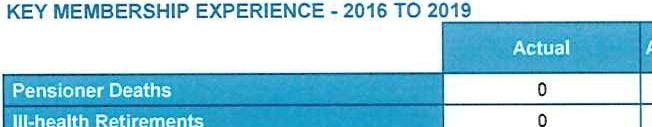 KEY MEMBERSHIP EXPERIENCE - 2016 TO 2019
Actual
Pensioner Deaths 0
Ill-health Retirements 0